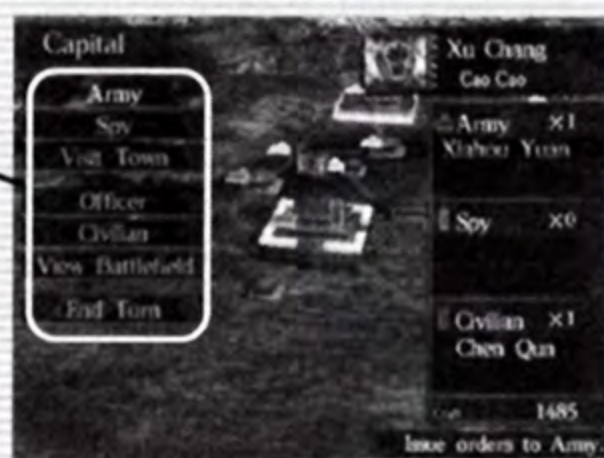 Capital
Army
Spy
Visit Town
Officer
Civilian
View Battlefield
End Turn
Xu Chang
Cao Cao
Army ×1
Xiahou Yuan
Spy ×0
Civilian ×1
Chen Qun
1485
Issue orders to Army.